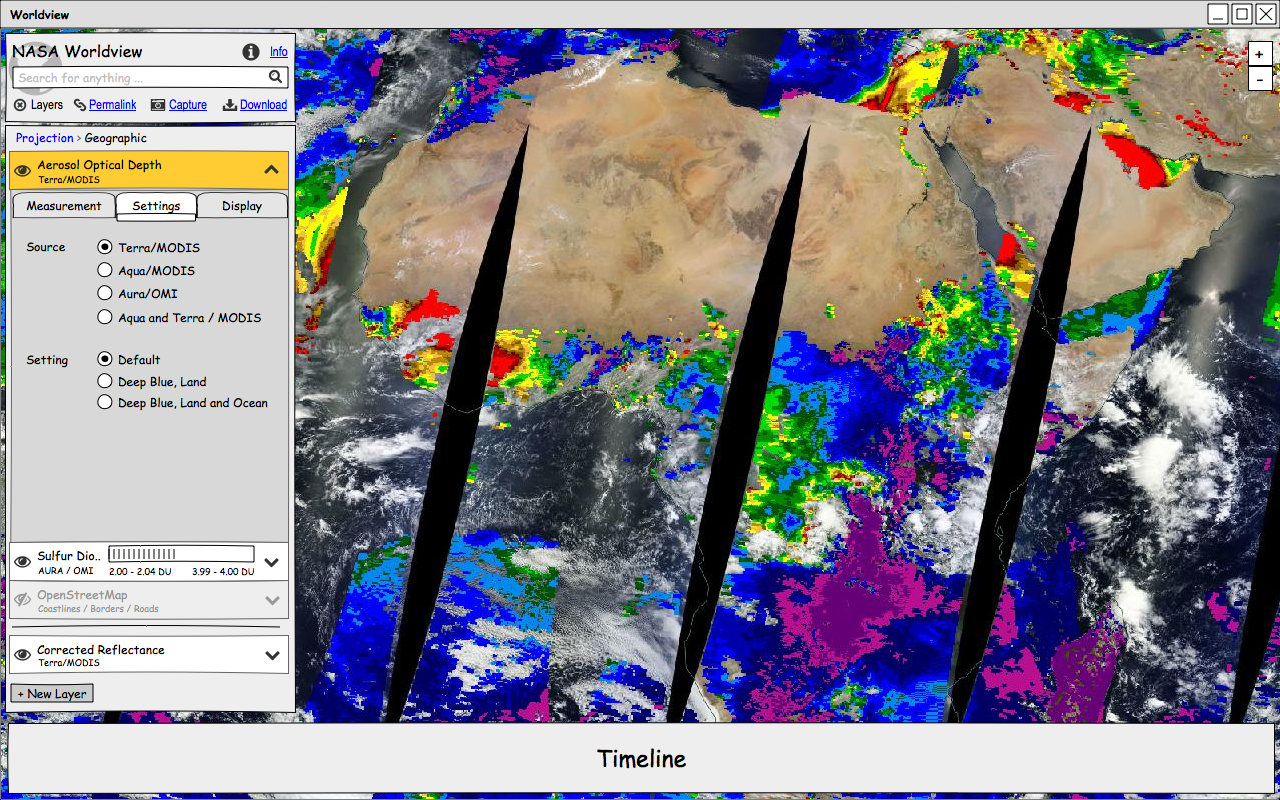 Worldview
NASA Worldview
Info
Search for anything ...
Layers Permalink Capture Download
Projection > Geographic
Aerosol Optical Depth
Terra/MODIS
Measurement Settings Display
Source
Terra/MODIS
Aqua/MODIS
Aura/OMI
Aqua and Terra / MODIS
Setting
Default
Deep Blue, Land
Deep Blue, Land and Ocean
Sulfur Dio..
AURA / OMI 2.00 - 2.04 DU 3.99 - 4.00 DU
OpenStreetMap
Coastlines / Borders / Roads
Corrected Reflectance
Terra/MODIS
+ New Layer
+
-
Timeline